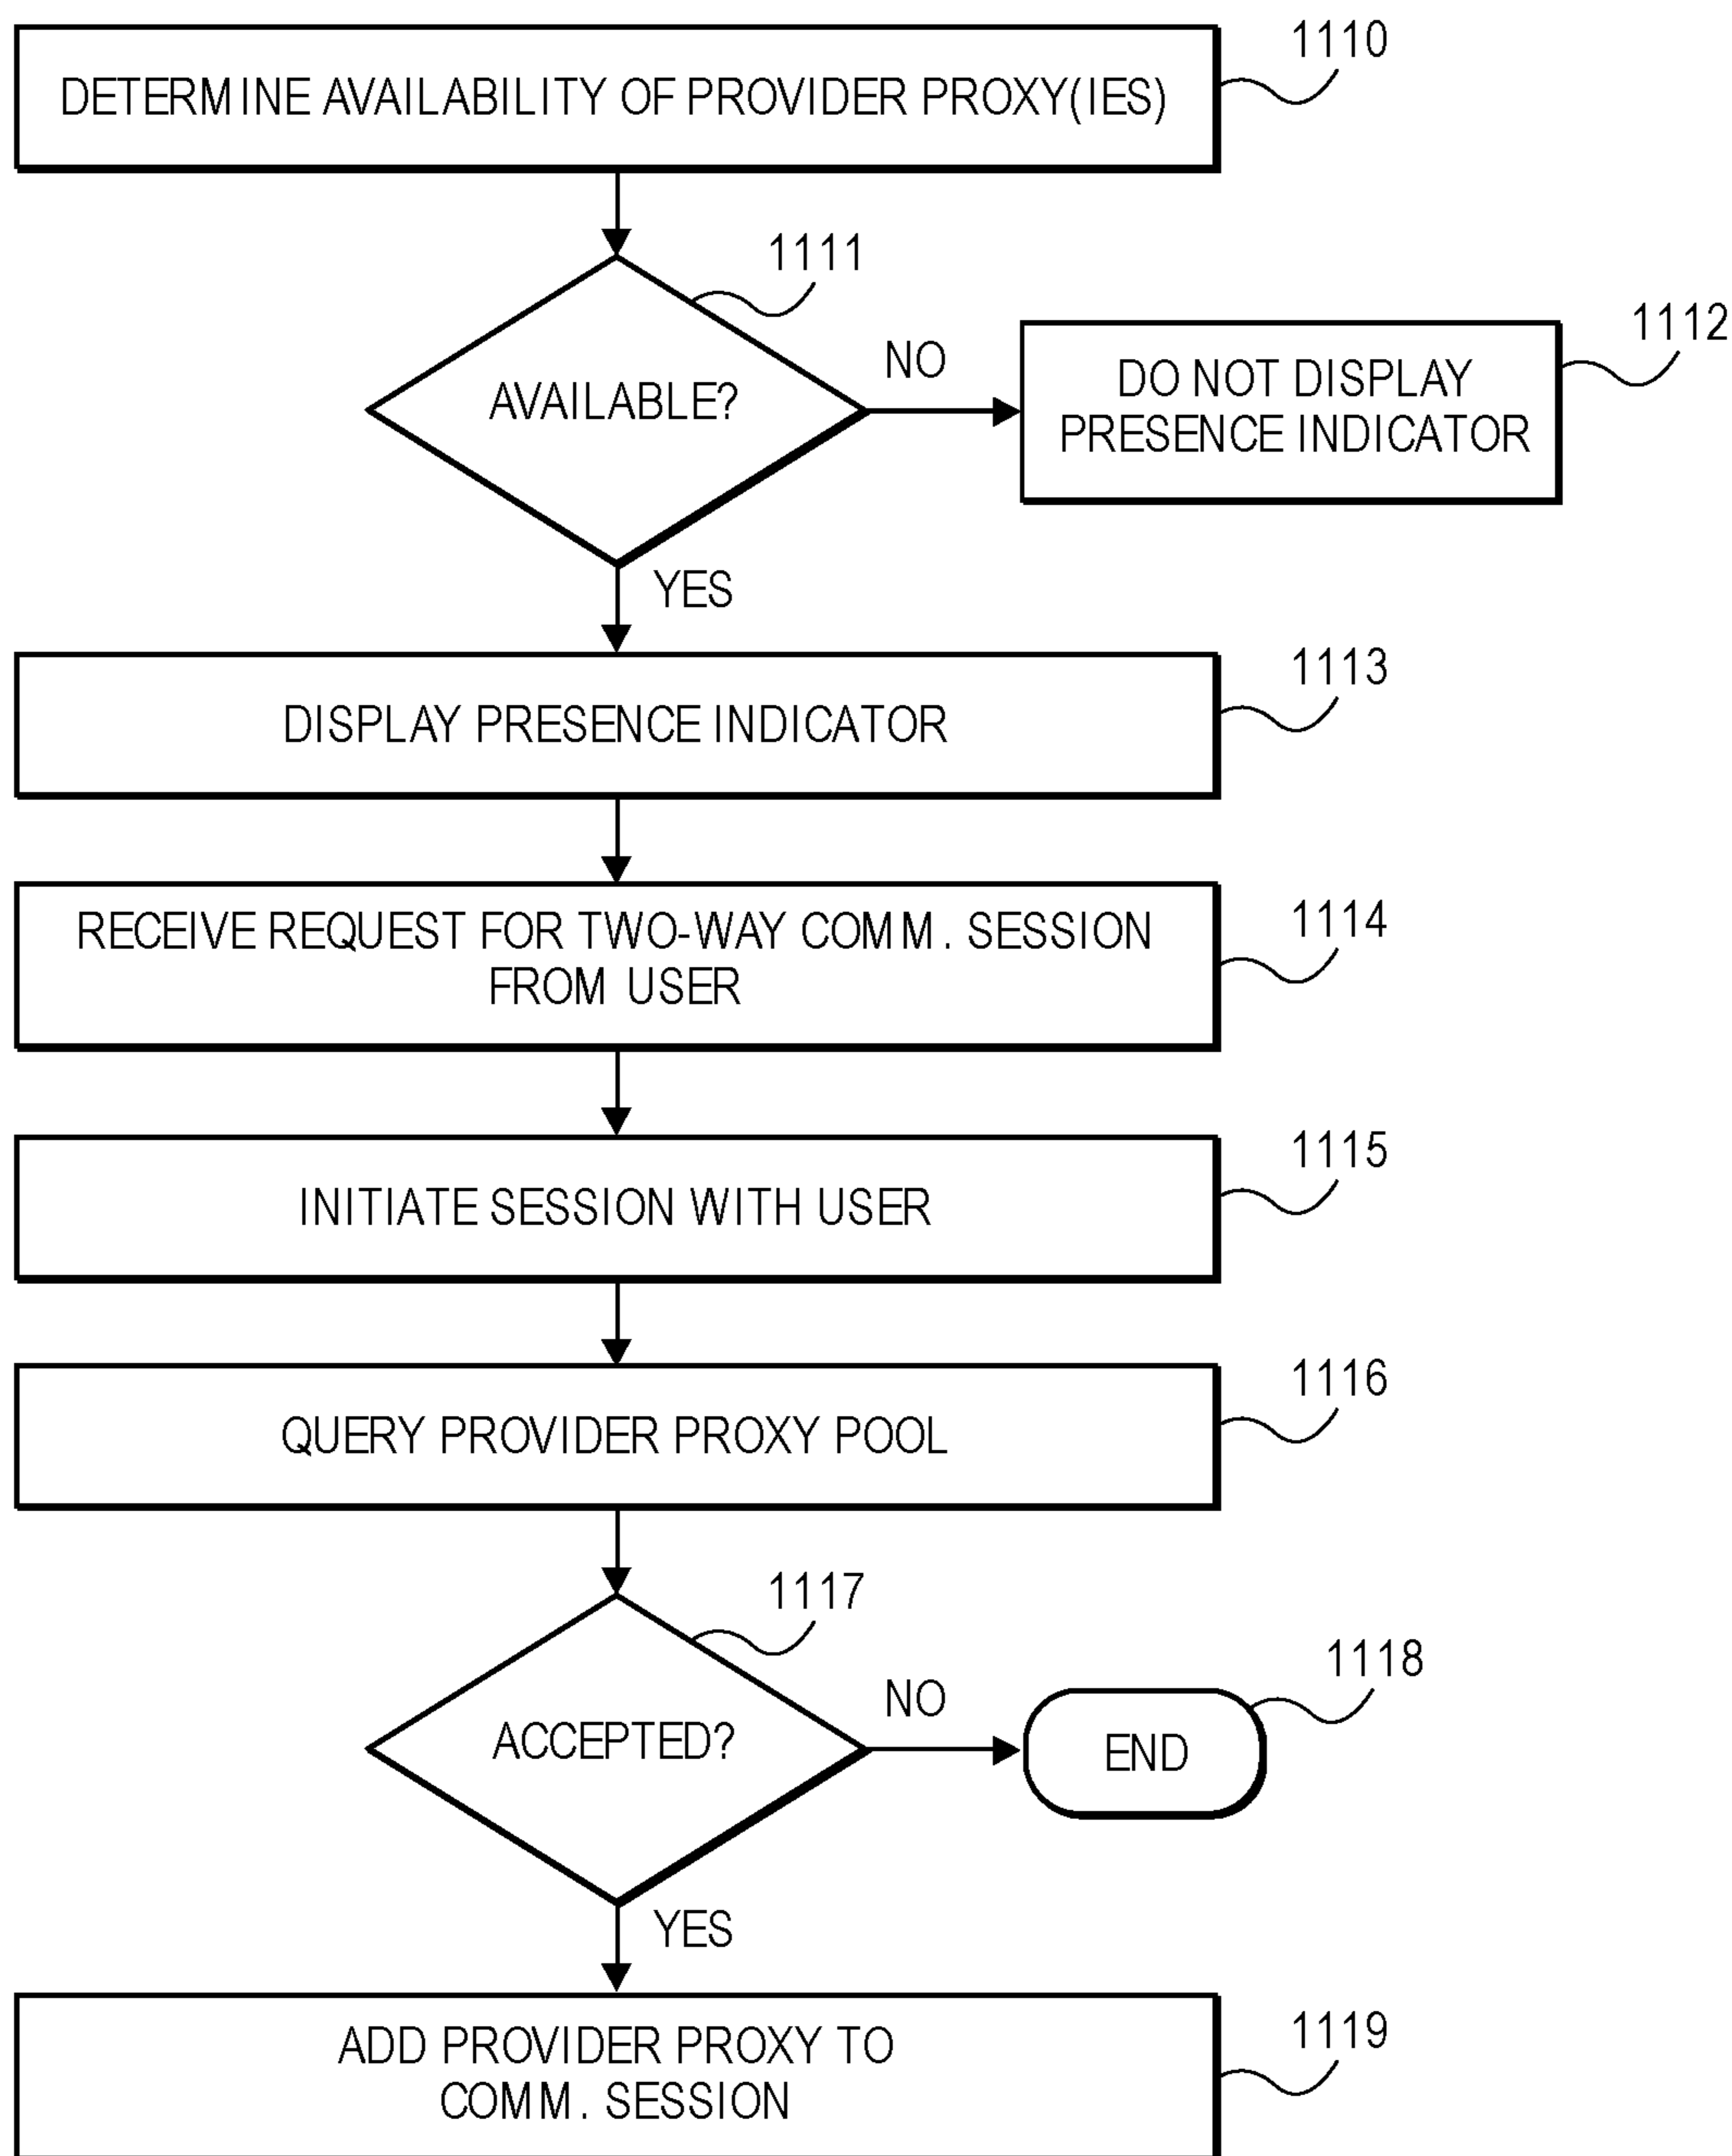 1110
DETERMINE AVAILABILITY OF PROVIDER PROXY(IES)
1111
AVAILABLE?
NO
1112
DO NOT DISPLAY
PRESENCE INDICATOR
YES
1113
DISPLAY PRESENCE INDICATOR
1114
RECEIVE REQUEST FOR TWO-WAY COMM. SESSION
FROM USER
1115
INITIATE SESSION WITH USER
1116
QUERY PROVIDER PROXY POOL
1117
ACCEPTED?
NO
1118
END
YES
1119
ADD PROVIDER PROXY TO
COMM. SESSION